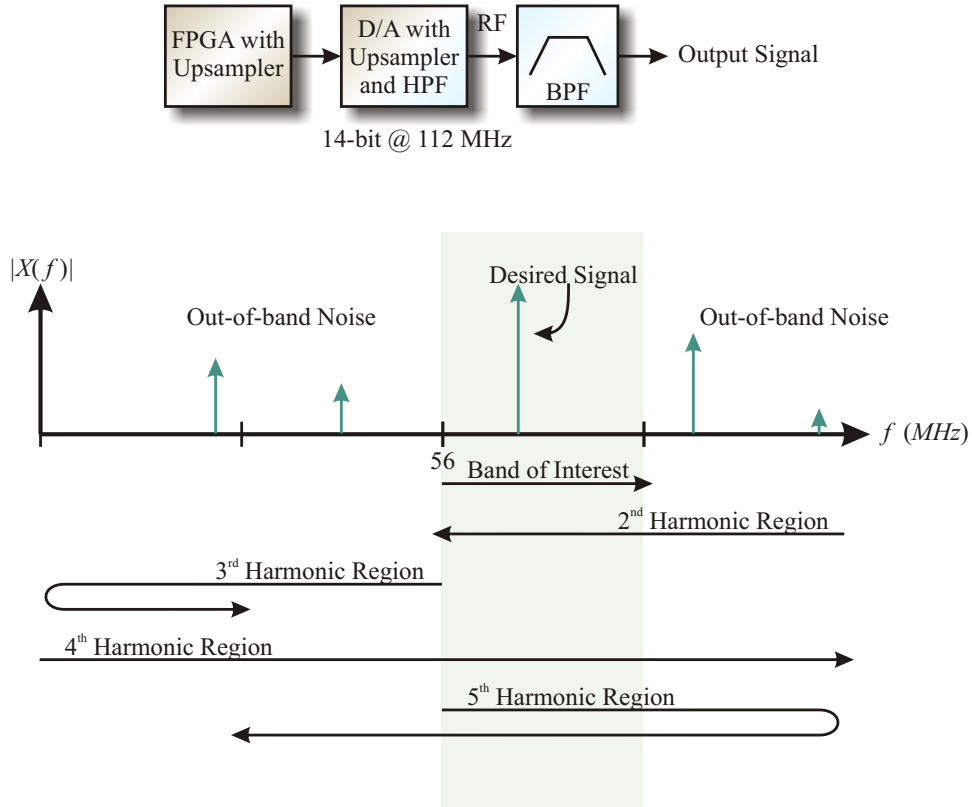 FPGA with
Upsampler
D/A with
Upsampler
and HPF
RF
BPF
Output Signal
14-bit @ 112 MHz
|X(f)|
Out-of-band Noise
Desired Signal
Out-of-band Noise
f (MHz)
56
Band of Interest
2nd Harmonic Region
3rd Harmonic Region
4th Harmonic Region
5th Harmonic Region